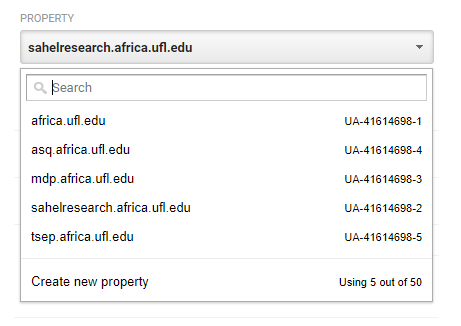 PROPERTY
sahelresearch.africa.ufl.edu
Search
africa.ufl.edu UA-41614698-1
asq.africa.ufl.edu UA-41614698-4
mdp.africa.ufl.edu UA-41614698-3
sahelresearch.africa.ufl.edu UA-41614698-2
tsep.africa.ufl.edu UA-41614698-5
Create new property Using 5 out of 50